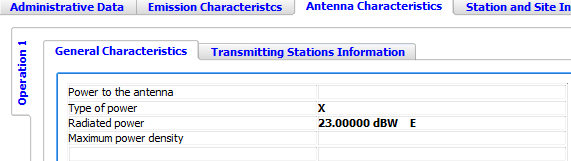 Administrative Data Emission Characteristcs Antenna Characteristics Station and Site In
Operation 1
General Characteristics Transmitting Stations Information
Power to the antenna
Type of power X
Radiated power 23.00000 dBW E
Maximum power density